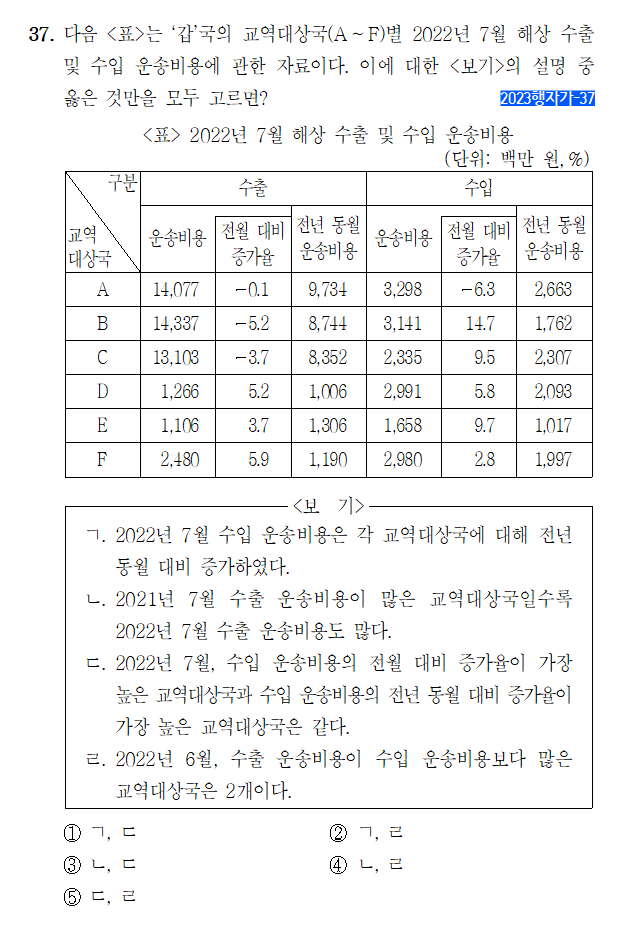 37. 다음 <표>는 ‘갑’국의 교역대상국(A~F)별 2022년 7월 해상 수출
및 수입 운송비용에 관한 자료이다. 이에 대한 <보기>의 설명 중
옳은 것만을 모두 고르면?
2023행자가-37
<표> 2022년 7월 해상 수출 및 수입 운송비용
(단위: 백만 원, %)
구분 수출 수입
교역
대상국
운송비용 전월 대비 증가율 전년 동월 운송비용 운송비용 전월 대비 증가율 전년 동월 운송비용
A 14,077 -0.1 9,734 3,298 -6.3 2,663
B 14,337 -5.2 8,744 3,141 14.7 1,762
C 13,103 -3.7 8,352 2,335 9.5 2,307
D 1,266 5.2 1,006 2,991 5.8 2,093
E 1,106 3.7 1,306 1,658 9.7 1,017
F 2,480 5.9 1,190 2,980 2.8 1,997
<보 기>
ㄱ. 2022년 7월 수입 운송비용은 각 교역대상국에 대해 전년
동월 대비 증가하였다.
ㄴ. 2021년 7월 수출 운송비용이 많은 교역대상국일수록
2022년 7월 수출 운송비용도 많다.
ㄷ. 2022년 7월, 수입 운송비용의 전월 대비 증가율이 가장
높은 교역대상국과 수입 운송비용의 전년 동월 대비 증가율이
가장 높은 교역대상국은 같다.
ㄹ. 2022년 6월, 수출 운송비용이 수입 운송비용보다 많은
교역대상국은 2개이다.
① ㄱ, ㄷ ② ㄱ, ㄹ
③ ㄴ, ㄷ ④ ㄴ, ㄹ
⑤ ㄷ, ㄹ